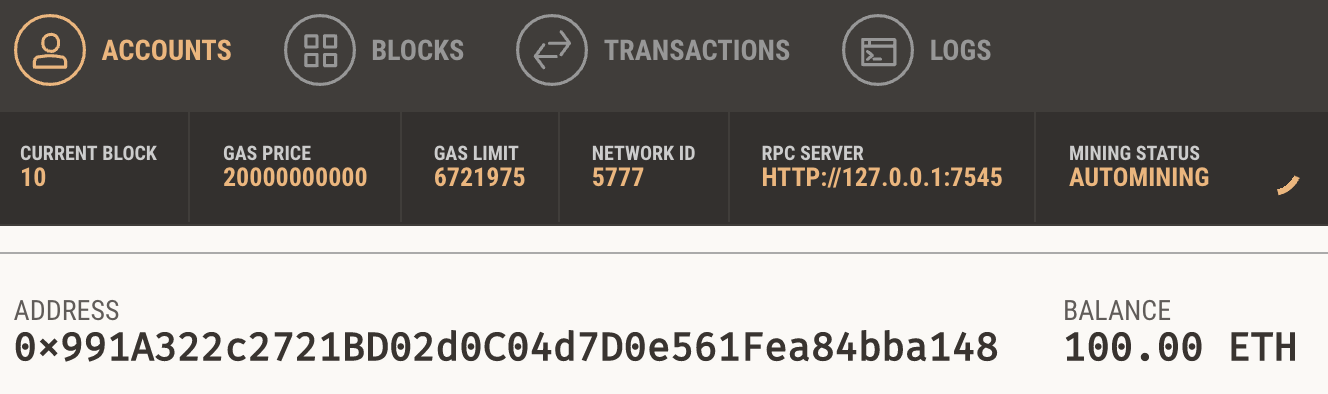 ACCOUNTS BLOCKS TRANSACTIONS LOGS
CURRENT BLOCK GAS PRICE GAS LIMIT NETWORK ID RPC SERVER MINING STATUS
10 20000000000 6721975 5777 HTTP://127.0.0.1:7545 AUTOMINING
ADDRESS BALANCE
0×991A322c2721BD02d0C04d7D0e561Fea84bba148 100.00 ETH